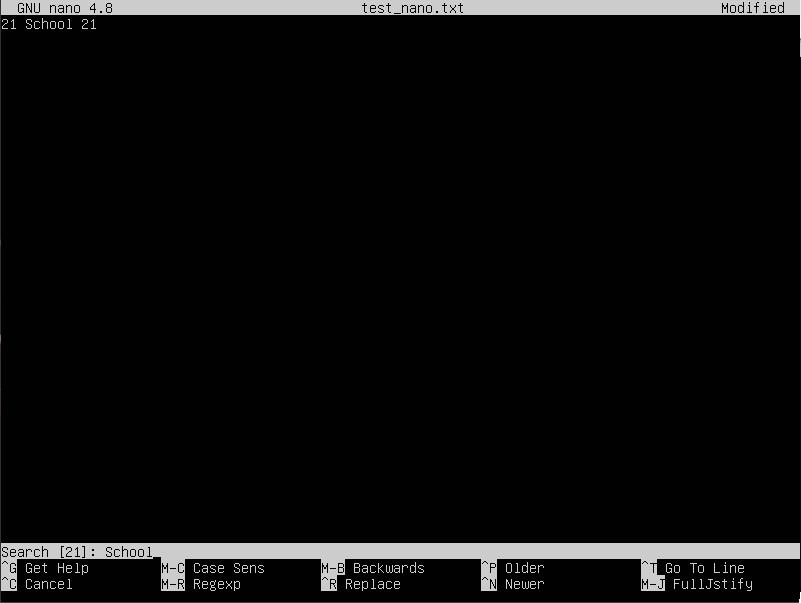 GNU nano 4.8 test_nano.txt Modified
21 School 21
Search [21]: School
^G Get Help M-C Case Sens M-B Backwards ^P Older ^T Go To Line
^C Cancel M-R Regexp ^R Replace ^N Newer M-J FullJstify